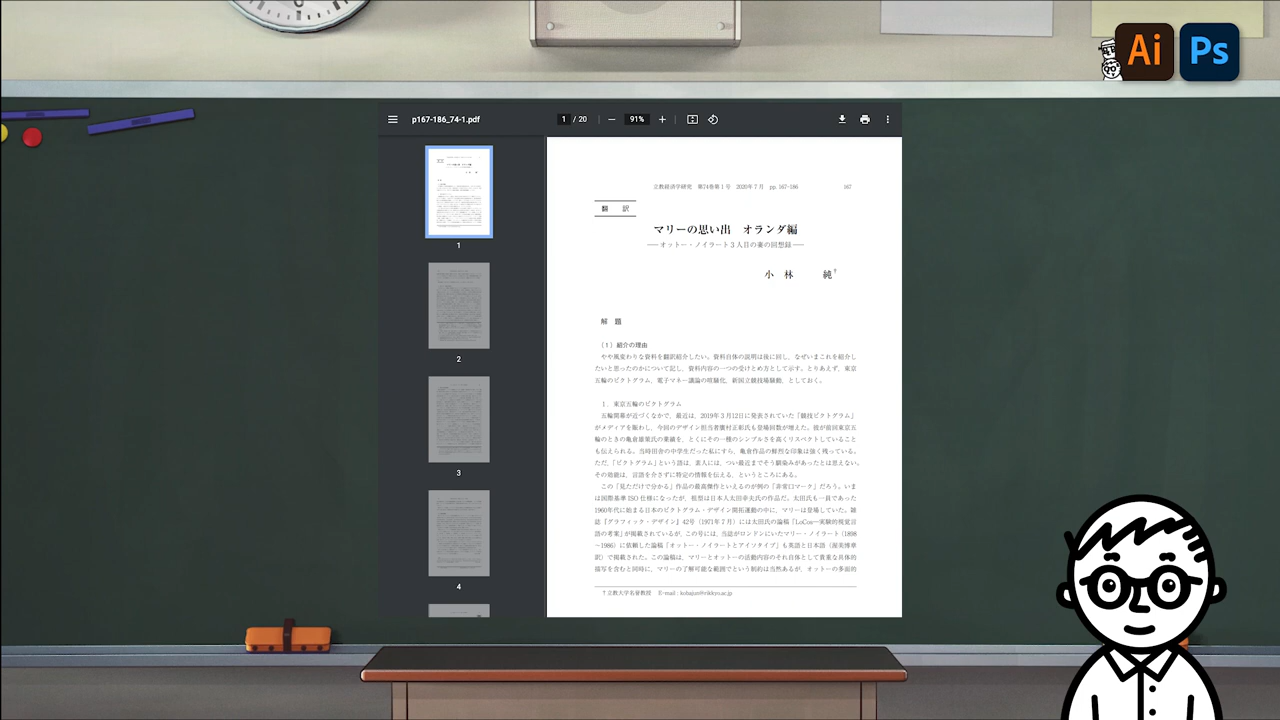 Ai Ps
p167-186_74-1.pdf
1 / 20
91%
1
2
3
4
立教経済学研究 第74巻第1号 2020年7月 pp. 167-186
167
翻 訳
マリーの思い出 オランダ編
── オットー・ノイラート3人目の妻の回想録 ──
小 林 純†
解 題
(1) 紹介の理由
やや風変わりな資料を翻訳紹介したい。資料自体の説明は後に回し、なぜいまこれを紹介し
たいと思ったのかについて記し、資料内容の一つの受けとめ方として示す。とりあえず、東京
五輪のピクトグラム、電子マネー議論の喧騒化、新国立競技場騒動、としておく。
1. 東京五輪のピクトグラム
五輪開幕が近づくなかで、最近は、2019年3月12日に発表されていた「競技ピクトグラム」
がメディアを賑わし、今回のデザイン担当者廣村正彰氏も登場回数が増えた。彼が前回東京五
輪のときの亀倉雄策氏の業績を、とくにその一種のシンプルさを高くリスペクトしていること
も伝えられる。当時田舎の中学生だった私にすら、亀倉作品の鮮烈な印象は強く残っている。
ただ、「ピクトグラム」という語は、素人には、つい最近までそう馴染みがあったとは思えない。
その効能は、言語を介さずに特定の情報を伝える、というところにある。
この「見ただけで分かる」作品の最高傑作といえるのが例の「非常口マーク」だろう。いま
は国際基準 ISO 仕様になったが、原型は日本人太田幸夫氏の作品だ。太田氏も一員であった
1960年代に始まる日本のピクトグラム・デザイン開拓運動の中に、マリーは登場していた。雑
誌『グラフィック・デザイン』42号（1971年7月）には太田氏の論稿「LoCos─実験的視覚言
語の考案」が掲載されているが、この号には、当誌がロンドンにいたマリー・ノイラート（1898
～1986）に依頼した論稿「オットー・ノイラートとアイソタイプ」も英語と日本語（渥美博章
訳）で掲載された。この論稿は、マリーとオットーの活動内容のそれ自体として貴重な具体的
描写を含むと同時に、マリーの了解可能な範囲でという制約は当然あるが、オットーの多面的
† 立教大学名誉教授 E-mail : kobajun@rikkyo.ac.jp